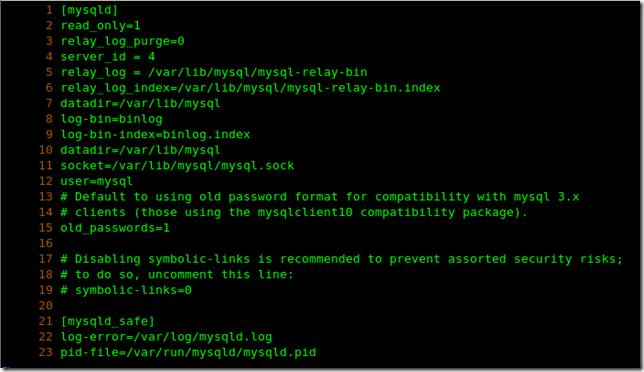 1 [mysqld]
2 read_only=1
3 relay_log_purge=0
4 server_id = 4
5 relay_log = /var/lib/mysql/mysql-relay-bin
6 relay_log_index=/var/lib/mysql/mysql-relay-bin.index
7 datadir=/var/lib/mysql
8 log-bin=binlog
9 log-bin-index=binlog.index
10 datadir=/var/lib/mysql
11 socket=/var/lib/mysql/mysql.sock
12 user=mysql
13 # Default to using old password format for compatibility with mysql 3.x
14 # clients (those using the mysqlclient10 compatibility package).
15 old_passwords=1
16
17 # Disabling symbolic-links is recommended to prevent assorted security risks;
18 # to do so, uncomment this line:
19 # symbolic-links=0
20
21 [mysqld_safe]
22 log-error=/var/log/mysqld.log
23 pid-file=/var/run/mysqld/mysqld.pid